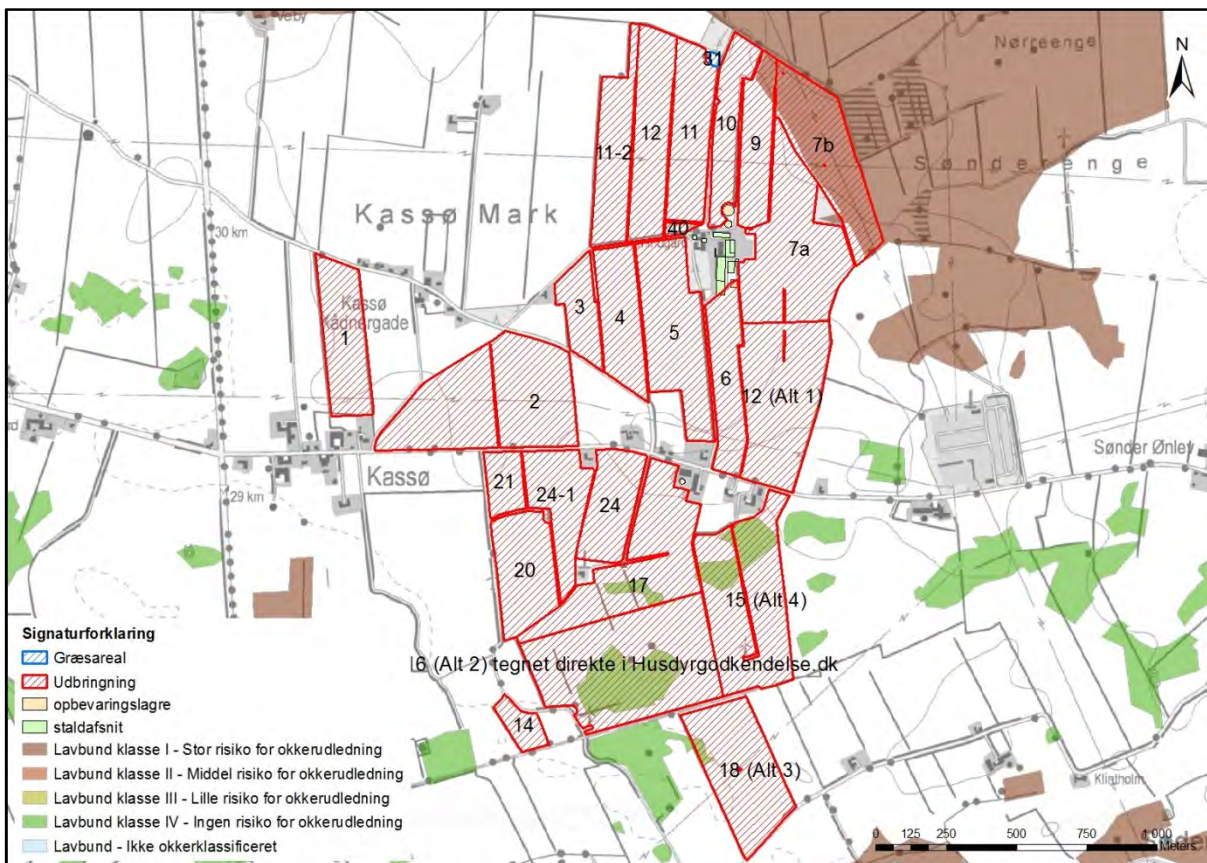 Nørreenge
N
31
10
12
11
9
7b
11-2
Sønderenge
Kassø Mark
30 km
40
7a
Kassø
Kådnergade
3
4
5
1
6
2
12 (Alt 1)
Sønder Ønlev
Kassø
21
24-1
24
29 km
20
17
15 (Alt 4)
16 (Alt 2) tegnet direkte i Husdyrgodkendelse.dk
14
18 (Alt 3)
Klintholm
Signaturforklaring
Græsareal
Udbringning
opbevaringslagre
staldafsnit
Lavbund klasse I - Stor risiko for okkerudledning
Lavbund klasse II - Middel risiko for okkerudledning
Lavbund klasse III - Lille risiko for okkerudledning
Lavbund klasse IV - Ingen risiko for okkerudledning
Lavbund - Ikke okkerklassificeret
0 125 250 500 750 1.000
Meters